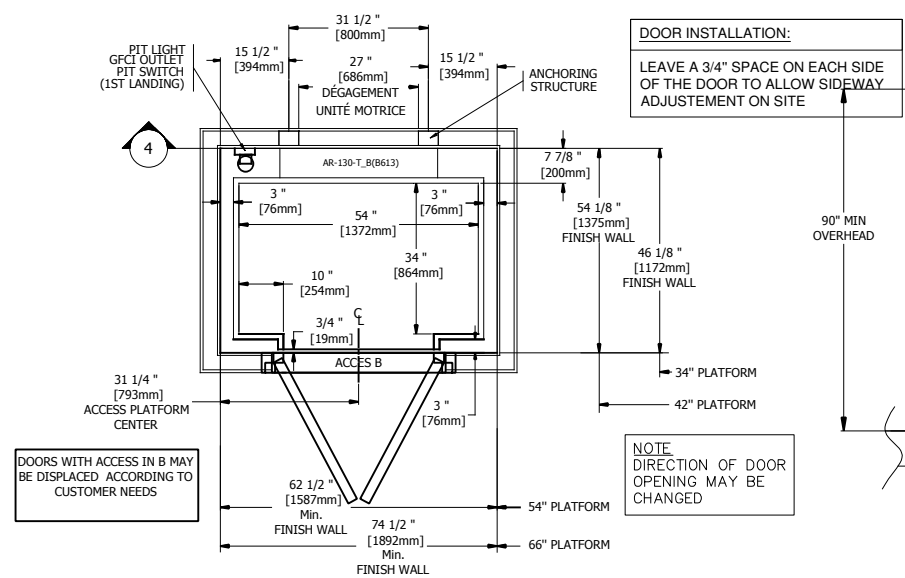 31 1/2 "
[800mm]
DOOR INSTALLATION:
LEAVE A 3/4" SPACE ON EACH SIDE
OF THE DOOR TO ALLOW SIDEWAY
ADJUSTEMENT ON SITE
PIT LIGHT
GFCI OUTLET
PIT SWITCH
(1ST LANDING)
15 1/2 "
[394mm]
27 "
[686mm]
DÉGAGEMENT
UNITÉ MOTRICE
15 1/2 "
[394mm]
ANCHORING
STRUCTURE
4
AR-130-T_B(B613)
7 7/8 "
[200mm]
3 "
[76mm]
54 "
[1372mm]
3 "
[76mm]
54 1/8 "
[1375mm]
FINISH WALL
46 1/8 "
[1172mm]
FINISH WALL
90" MIN
OVERHEAD
34 "
[864mm]
10 "
[254mm]
3/4 "
[19mm]
CL
ACCES B
31 1/4 "
[793mm]
ACCESS PLATFORM
CENTER
3 "
[76mm]
34" PLATFORM
42" PLATFORM
DOORS WITH ACCESS IN B MAY
BE DISPLACED ACCORDING TO
CUSTOMER NEEDS
NOTE
DIRECTION OF DOOR
OPENING MAY BE
CHANGED
62 1/2 "
[1587mm]
Min.
FINISH WALL
54" PLATFORM
74 1/2 "
[1892mm]
Min.
FINISH WALL
66" PLATFORM